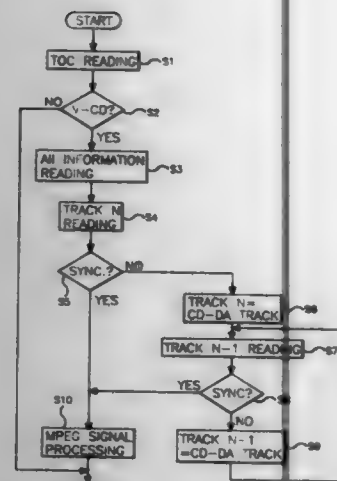 START
TOC READING
S1
NO
V-CD?
S2
YES
All INFORMATION
READING
S3
TRACK N
READING
S4
SYNC.?
NO
S5
YES
TRACK N=
CD-DA TRACK
S6
TRACK N-1 READING
S7
YES
SYNC?
S10
NO
MPEG SIGNAL
PROCESSING
TRACK N-1
=CD-DA TRACK
S9